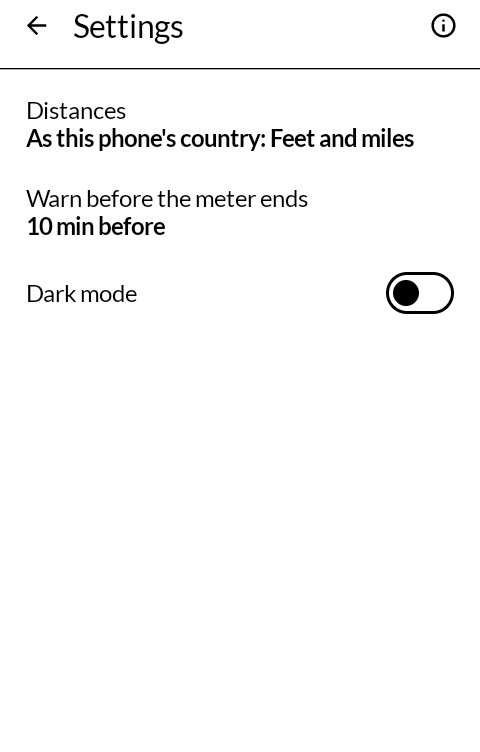 Settings
Distances
As this phone's country: Feet and miles
Warn before the meter ends
10 min before
Dark mode